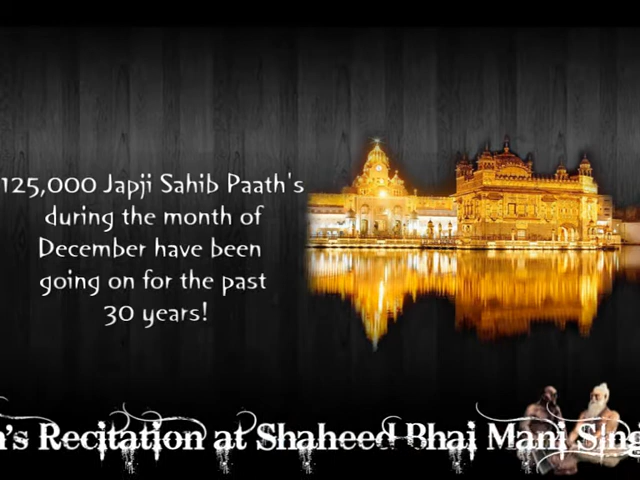 125,000 Japji Sahib Paath's
during the month of
December have been
going on for the past
30 years!
's Recitation at Shaheed Bhai Mani Sing